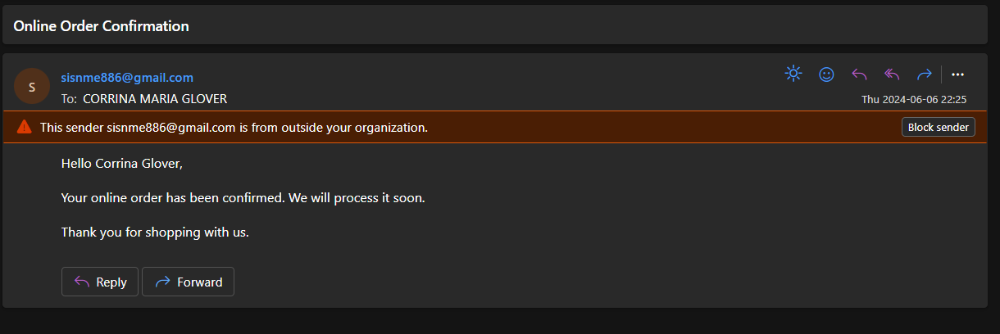 Online Order Confirmation
S
sisnme886@gmail.com
To: CORRINA MARIA GLOVER
Thu 2024-06-06 22:25
This sender sisnme886@gmail.com is from outside your organization.
Block sender
Hello Corrina Glover,
Your online order has been confirmed. We will process it soon.
Thank you for shopping with us.
Reply
Forward